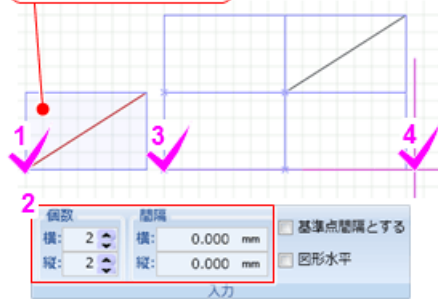 1
3
4
2
個数
間隔
横: 2
横: 0.000 mm
基準点間隔とする
縦: 2
縦: 0.000 mm
図形水平
入力